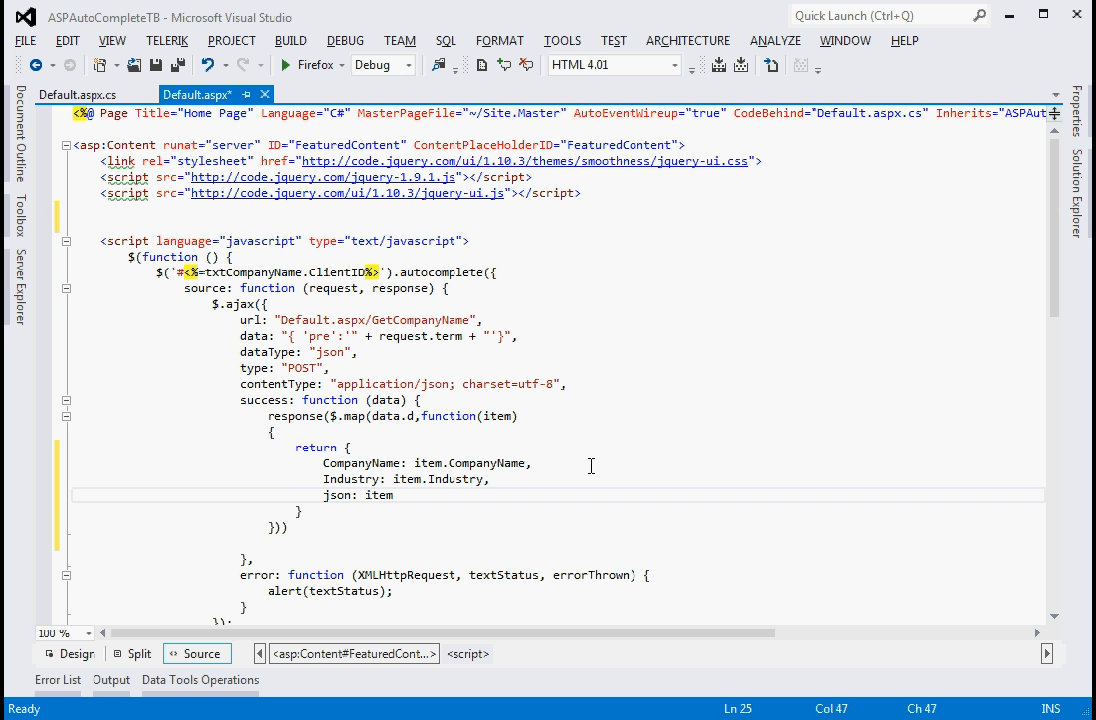 ASPAutoCompleteTB - Microsoft Visual Studio
Quick Launch (Ctrl+Q)
FILE EDIT VIEW TELERIK PROJECT BUILD DEBUG TEAM SQL FORMAT TOOLS TEST ARCHITECTURE ANALYZE WINDOW HELP
Firefox Debug HTML 4.01
Default.aspx.cs Default.aspx*
Document Outline
Toolbox
Server Explorer
<%@ Page Title="Home Page" Language="C#" MasterPageFile="~/Site.Master" AutoEventWireup="true" CodeBehind="Default.aspx.cs" Inherits="ASPAut
<asp:Content runat="server" ID="FeaturedContent" ContentPlaceHolderID="FeaturedContent">
<link rel="stylesheet" href="http://code.jquery.com/ui/1.10.3/themes/smoothness/jquery-ui.css">
<script src="http://code.jquery.com/jquery-1.9.1.js"></script>
<script src="http://code.jquery.com/ui/1.10.3/jquery-ui.js"></script>
<script language="javascript" type="text/javascript">
$(function () {
$('#<%=txtCompanyName.ClientID%>').autocomplete({
source: function (request, response) {
$.ajax({
url: "Default.aspx/GetCompanyName",
data: "{ 'pre':'" + request.term + "'}",
dataType: "json",
type: "POST",
contentType: "application/json; charset=utf-8",
success: function (data) {
response($.map(data.d,function(item)
{
return {
CompanyName: item.CompanyName,
Industry: item.Industry,
json: item
}
}))
},
error: function (XMLHttpRequest, textStatus, errorThrown) {
alert(textStatus);
}
});
Properties
Solution Explorer
100 %
Design Split Source <asp:Content#FeaturedCont...> <script>
Error List Output Data Tools Operations
Ready Ln 25 Col 47 Ch 47 INS